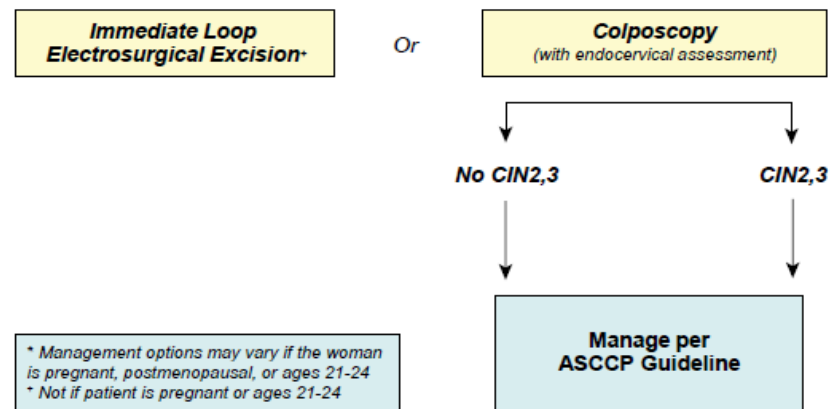 Immediate Loop
Electrosurgical Excision+
Or
Colposcopy
(with endocervical assessment)
No CIN2,3
CIN2,3
Manage per
ASCCP Guideline
* Management options may vary if the woman
is pregnant, postmenopausal, or ages 21-24
+ Not if patient is pregnant or ages 21-24